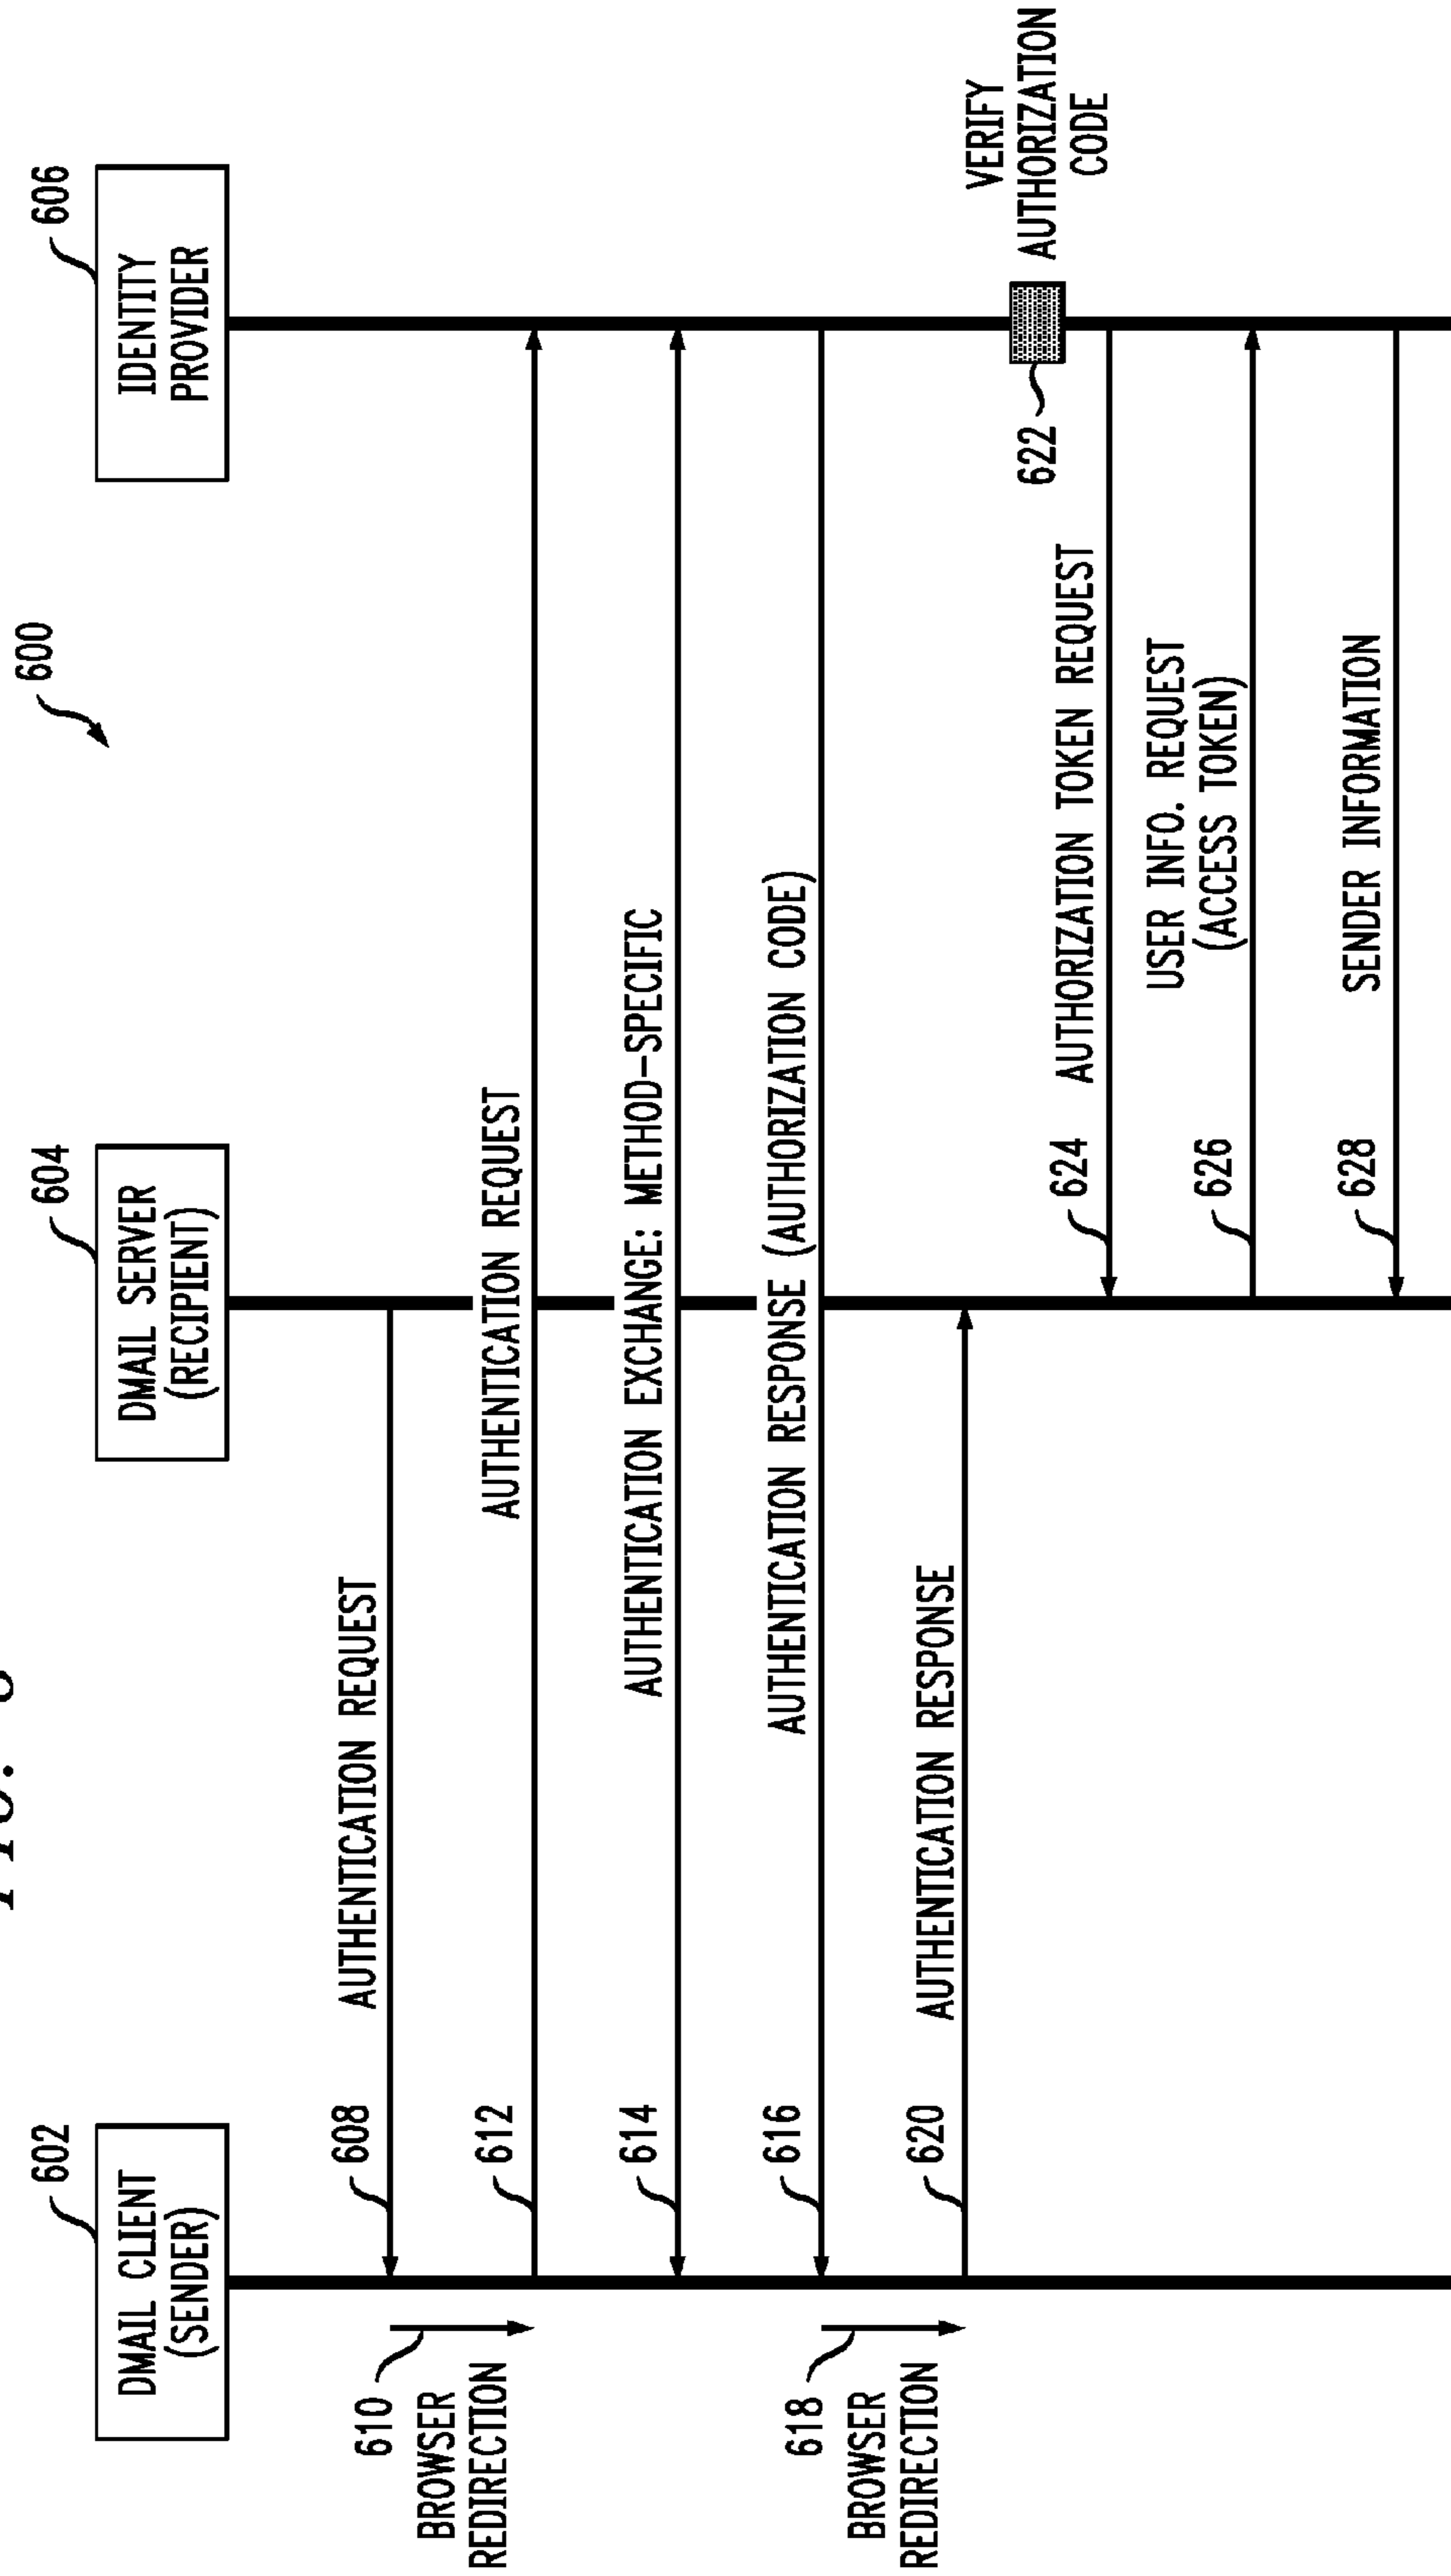 600
602
DMAIL CLIENT
(SENDER)
604
DMAIL SERVER
(RECIPIENT)
606
IDENTITY
PROVIDER
608
AUTHENTICATION REQUEST
610
BROWSER
REDIRECTION
612
AUTHENTICATION REQUEST
614
AUTHENTICATION EXCHANGE: METHOD-SPECIFIC
616
AUTHENTICATION RESPONSE (AUTHORIZATION CODE)
618
BROWSER
REDIRECTION
620
AUTHENTICATION RESPONSE
622
VERIFY
AUTHORIZATION
CODE
624
AUTHORIZATION TOKEN REQUEST
626
USER INFO. REQUEST
(ACCESS TOKEN)
628
SENDER INFORMATION